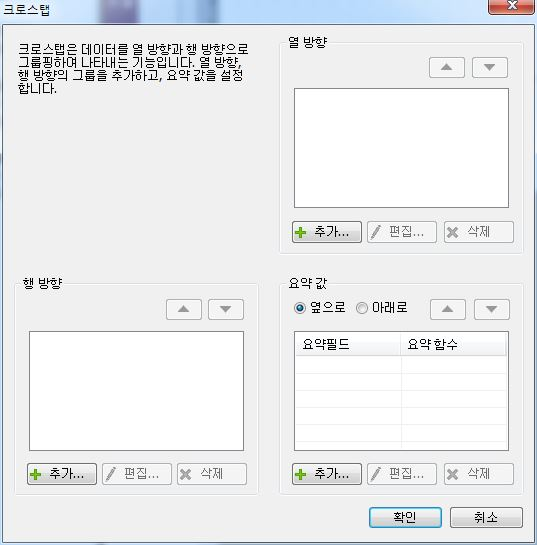 크로스탭
크로스탭은 데이터를 열 방향과 행 방향으로
그룹핑하며 나타내는 기능입니다. 열 방향,
행 방향의 그룹을 추가하고, 요약 값을 설정
합니다.
열 방향
추가...
편집...
삭제
행 방향
추가...
편집...
삭제
요약 값
옆으로
아래로
요약필드
요약 함수
추가...
편집...
삭제
확인
취소